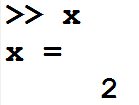 >> x
x =
2